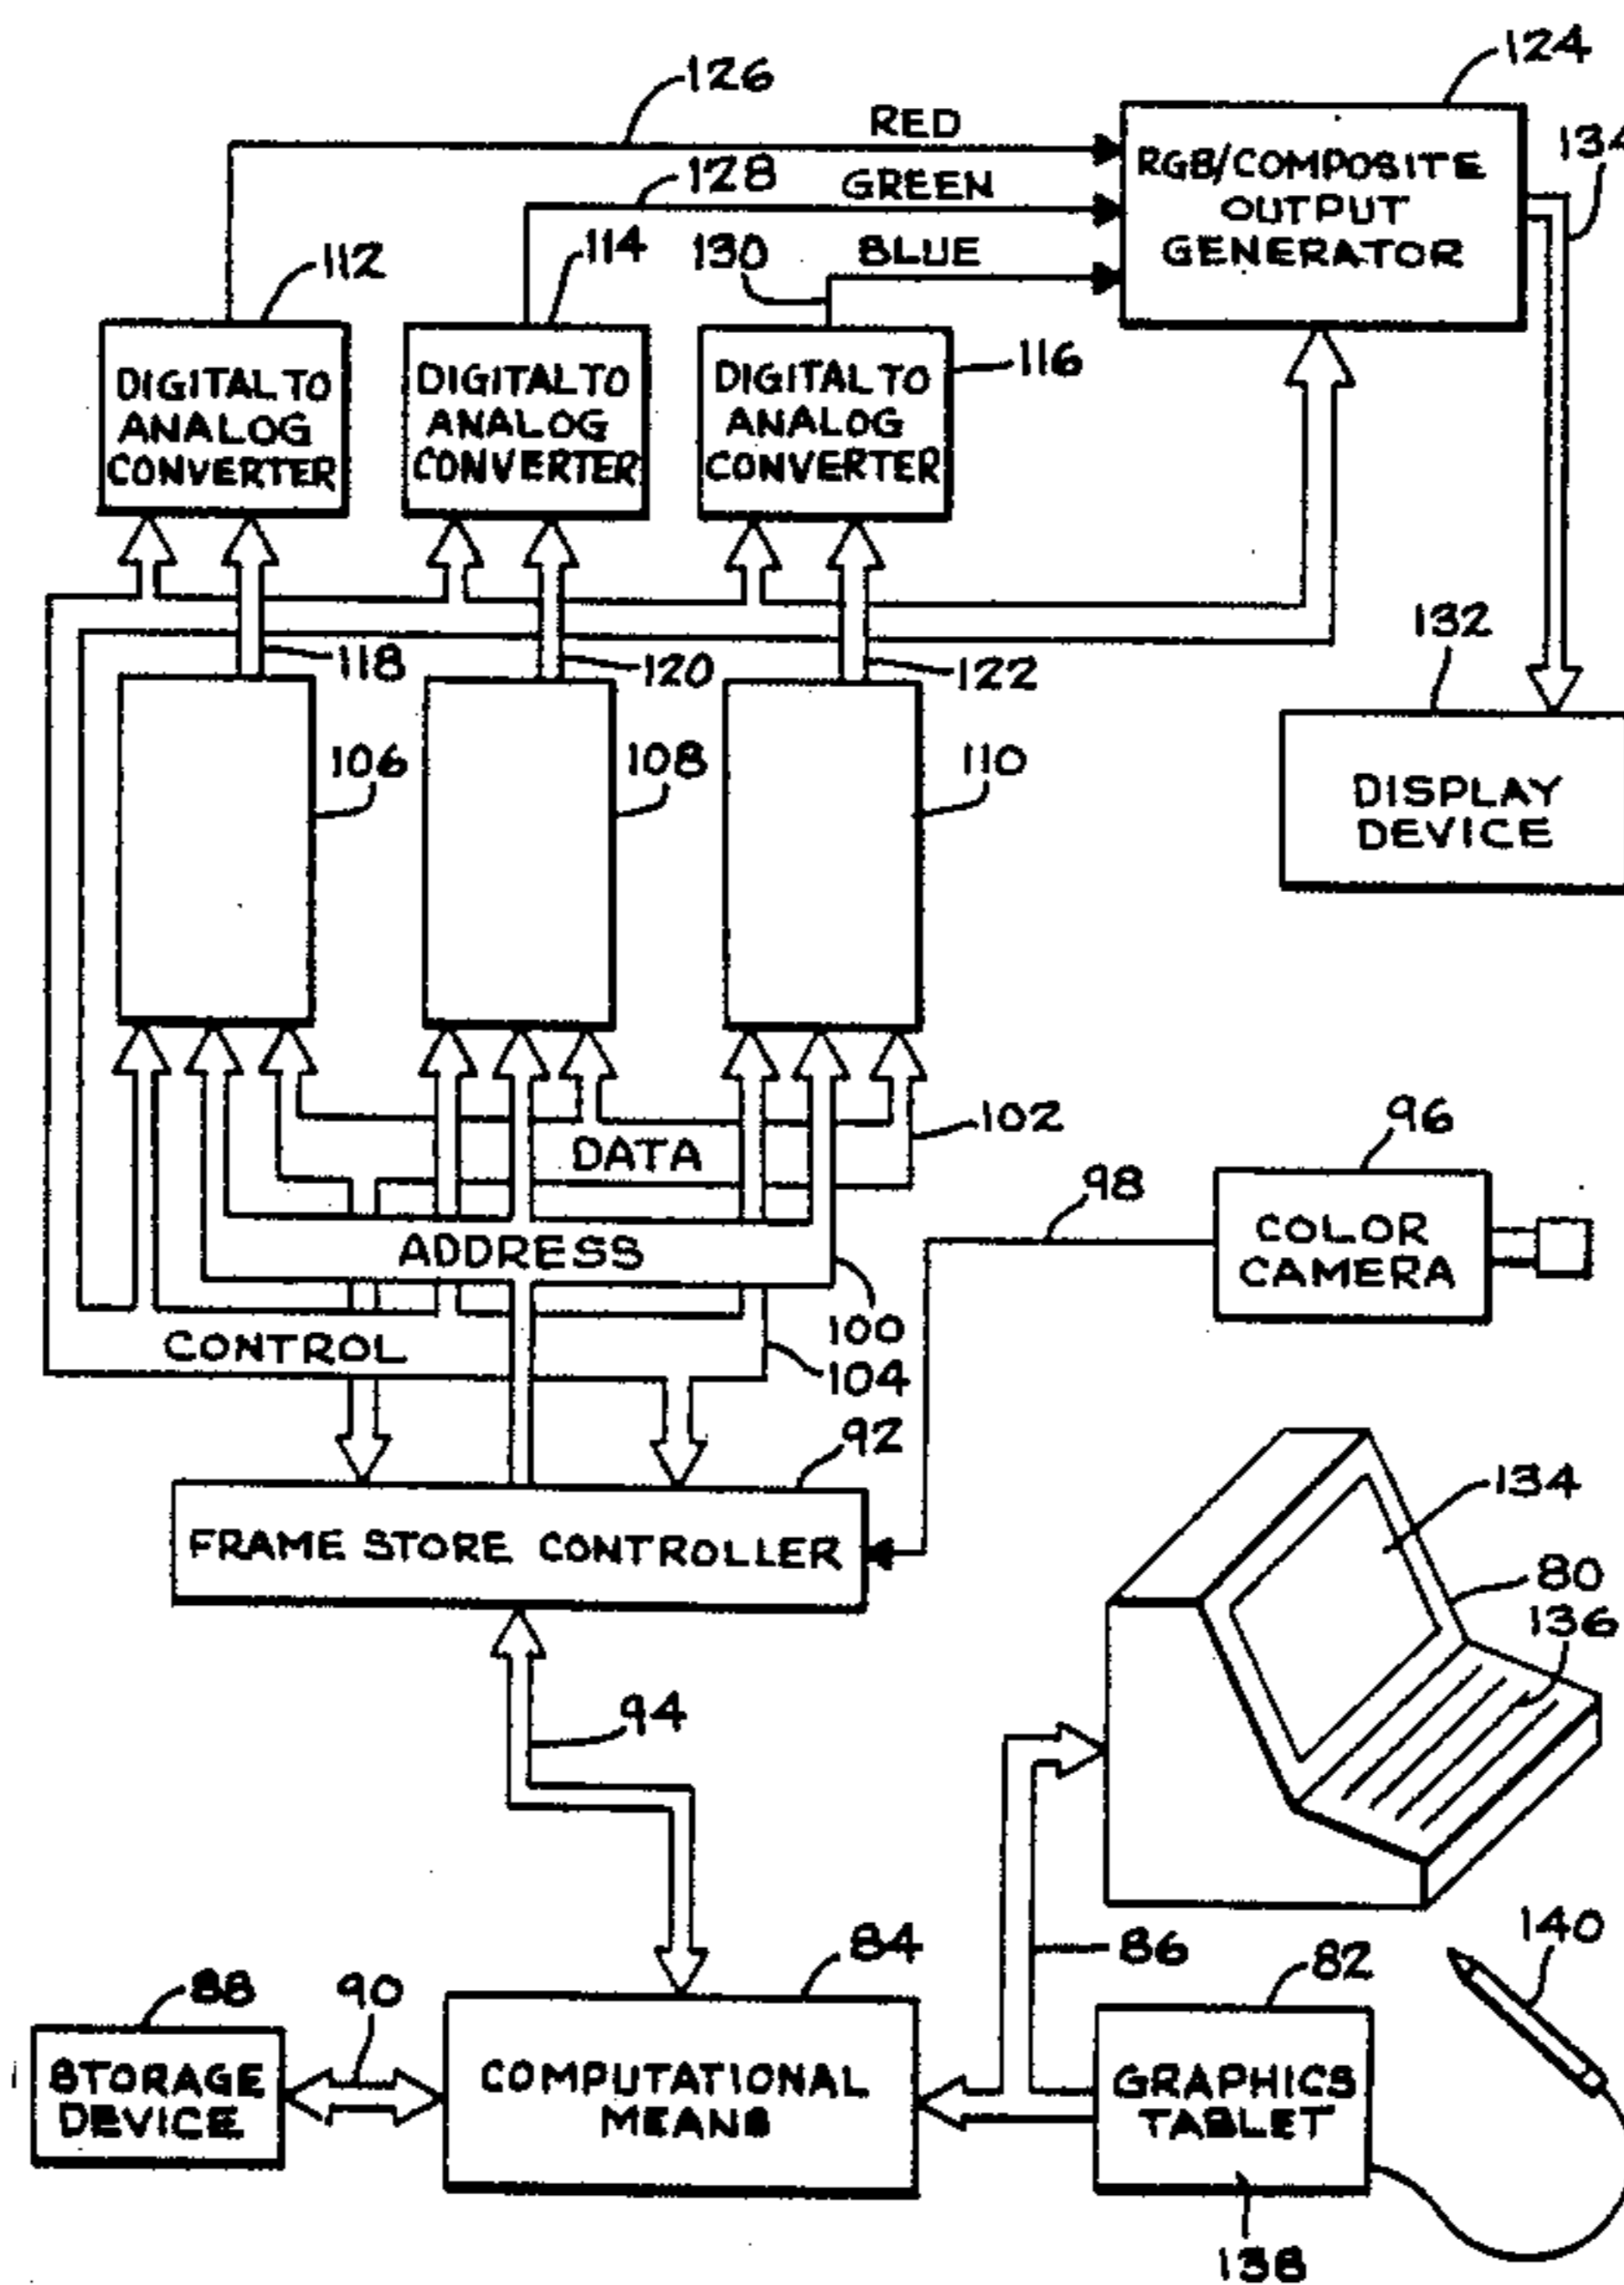 126
124
RED
134
128
GREEN
RGB/COMPOSITE
OUTPUT
GENERATOR
112
114
130
BLUE
116
DIGITAL TO
ANALOG
CONVERTER
DIGITAL TO
ANALOG
CONVERTER
DIGITAL TO
ANALOG
CONVERTER
132
118
120
122
106
108
110
DISPLAY
DEVICE
102
96
DATA
98
COLOR
CAMERA
ADDRESS
100
CONTROL
104
92
134
FRAME STORE CONTROLLER
80
136
94
140
84
86
82
88
90
STORAGE
DEVICE
COMPUTATIONAL
MEANS
GRAPHICS
TABLET
138